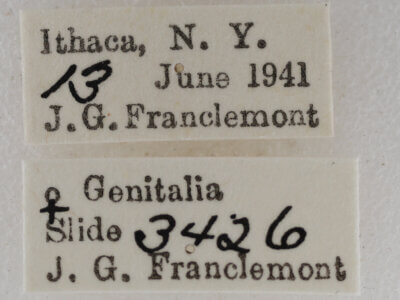 Ithaca, N. Y.
13 June 1941
J. G. Franclemont
♀ Genitalia
Slide 3426
J. G. Franclemont